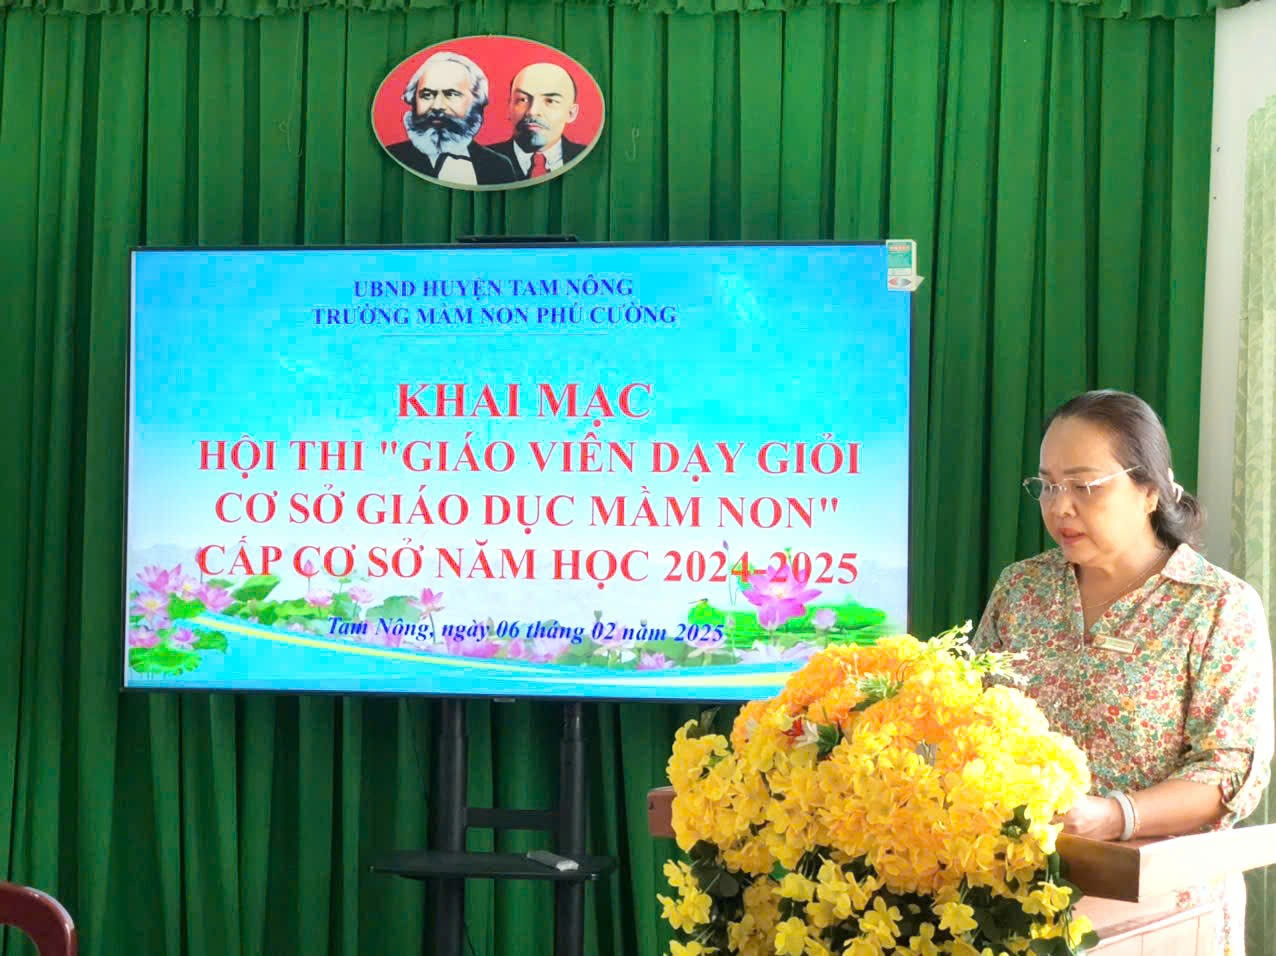 UBND HUYỆN TAM NÔNG
TRƯỜNG MẦM NON PHÚ CƯỜNG
KHAI MẠC
HỘI THI "GIÁO VIÊN DẠY GIỎI
CƠ SỞ GIÁO DỤC MẦM NON"
CẤP CƠ SỞ NĂM HỌC 2024-2025
Tam Nông, ngày 06 tháng 02 năm 2025